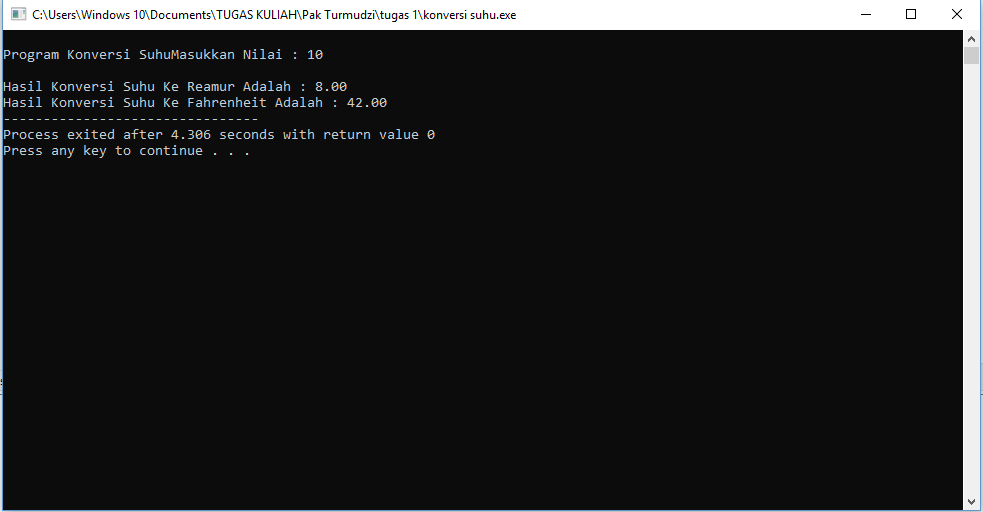 C:\Users\Windows 10\Documents\TUGAS KULIAH\Pak Turmudzi\tugas 1\konversi suhu.exe
Program Konversi SuhuMasukkan Nilai : 10
Hasil Konversi Suhu Ke Reamur Adalah : 8.00
Hasil Konversi Suhu Ke Fahrenheit Adalah : 42.00
--------------------------------
Process exited after 4.306 seconds with return value 0
Press any key to continue . . .